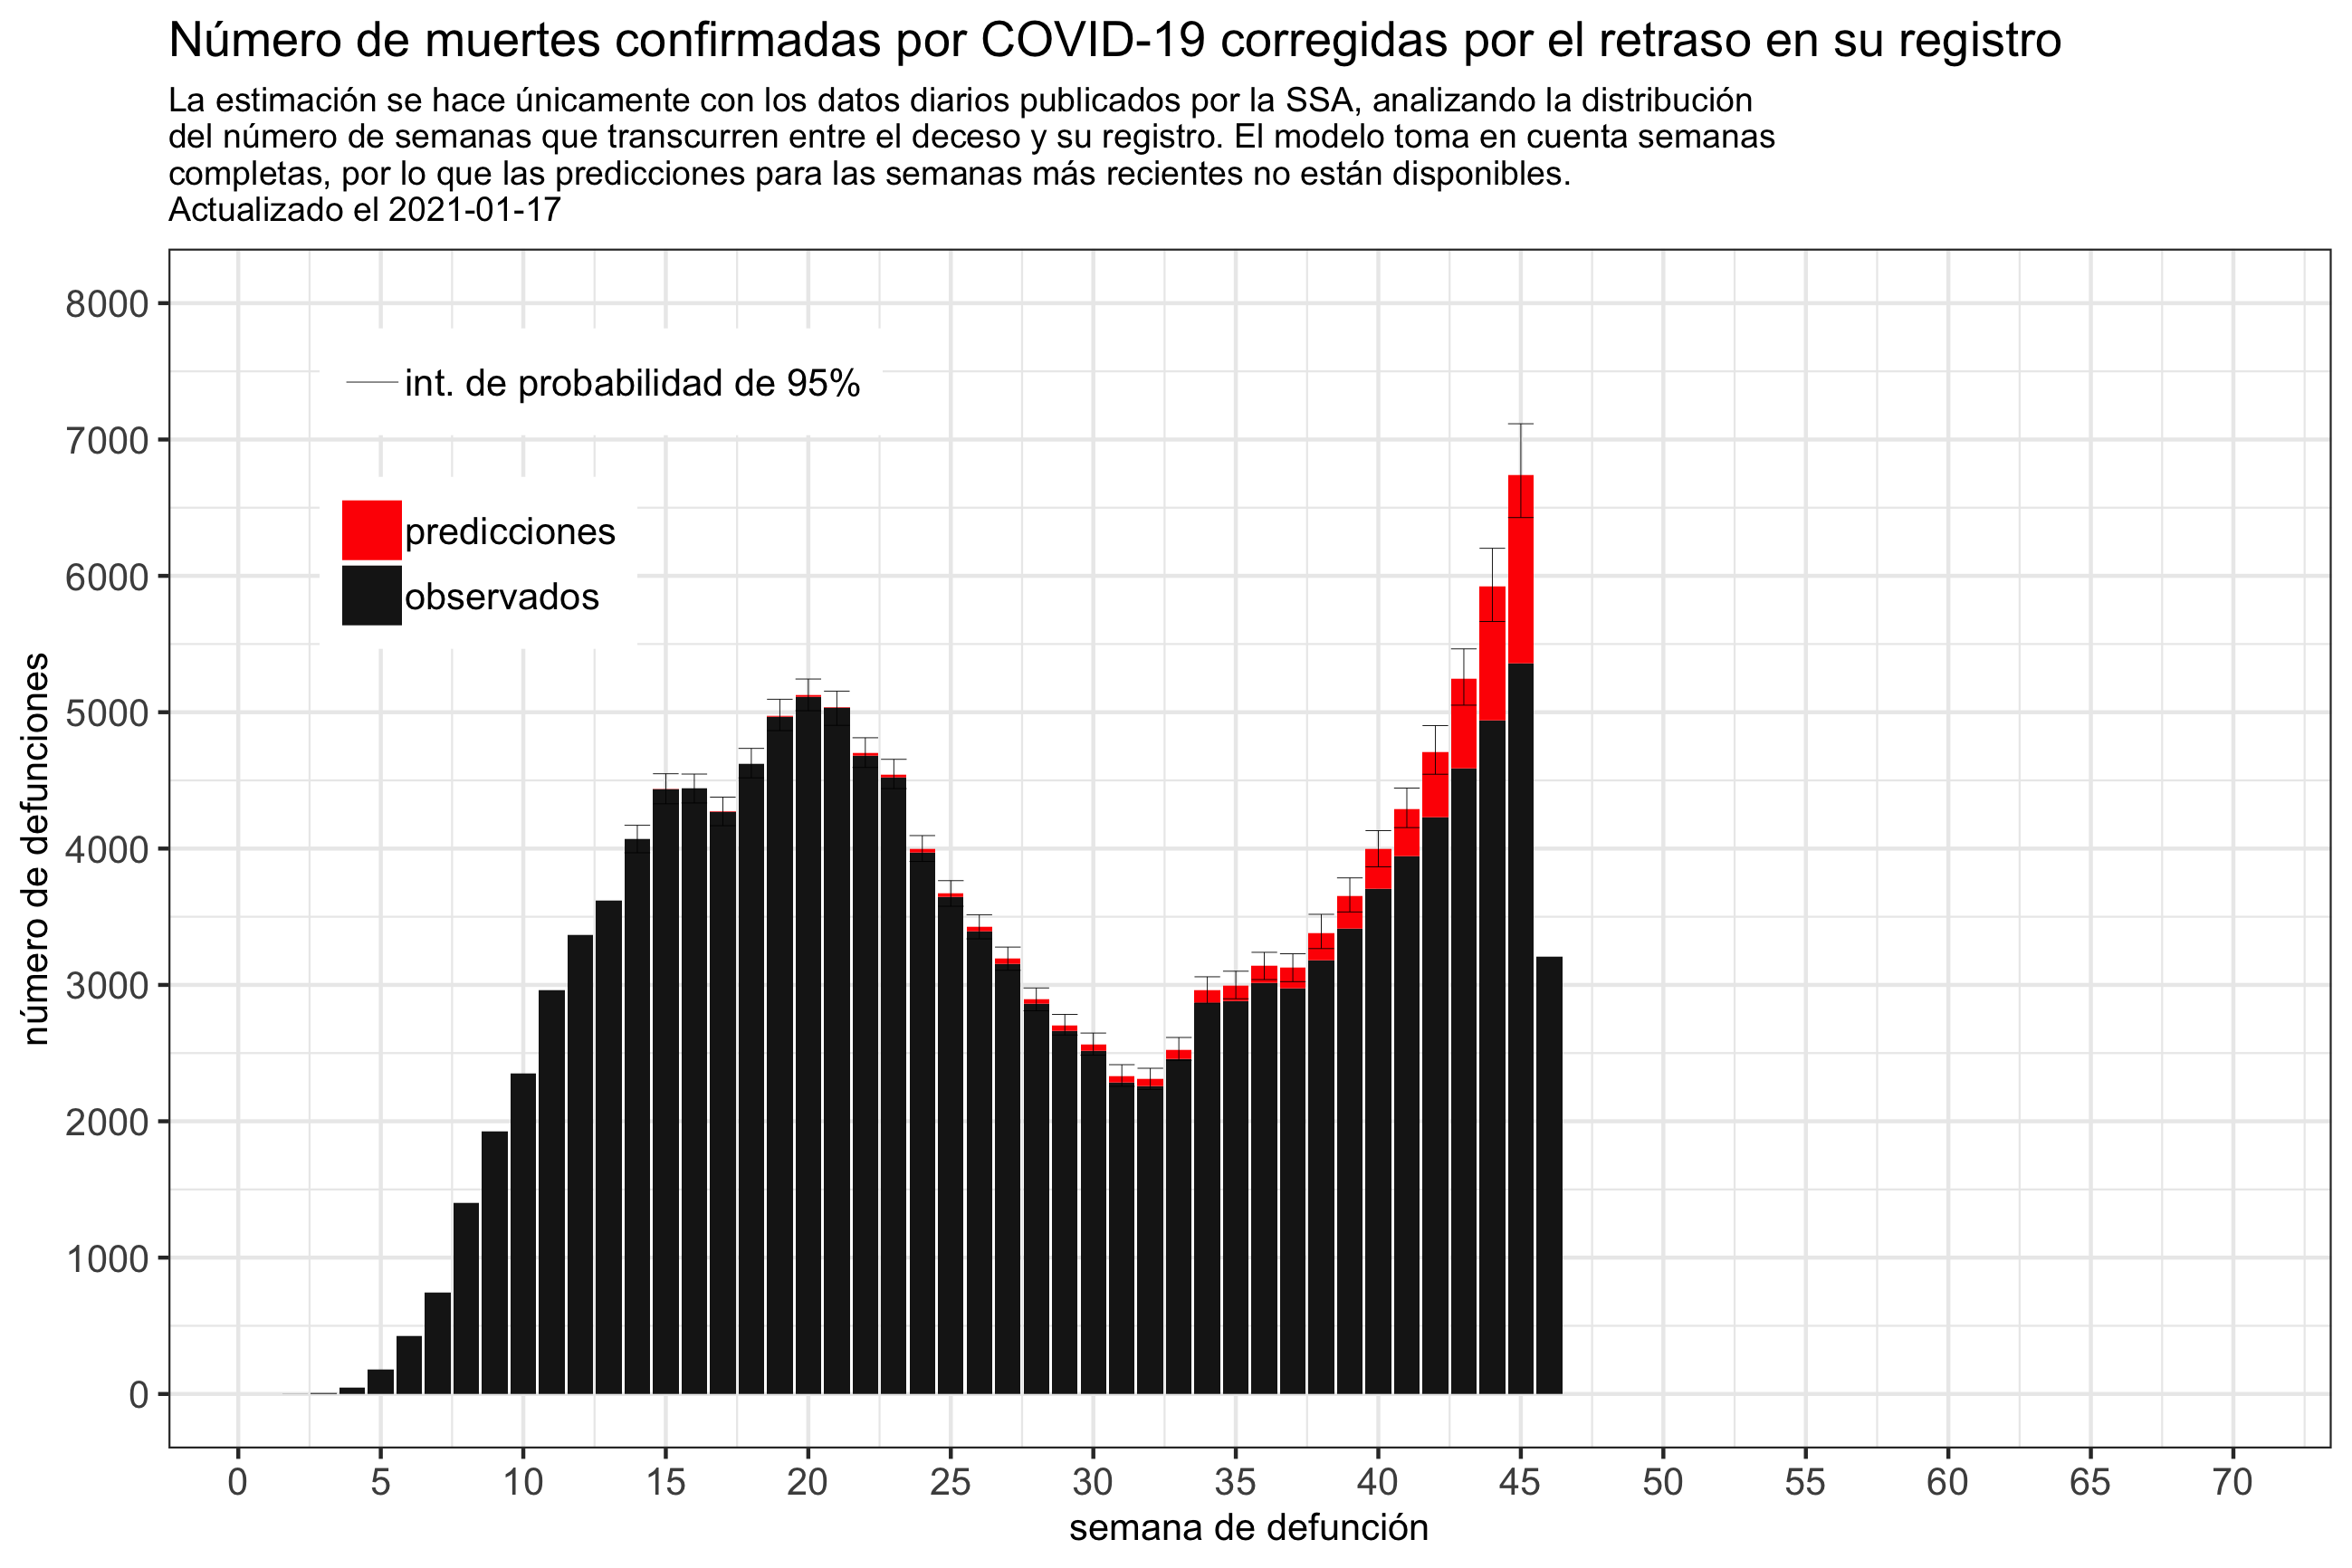 Número de muertes confirmadas por COVID-19 corregidas por el retraso en su registro
La estimación se hace únicamente con los datos diarios publicados por la SSA, analizando la distribución
del número de semanas que transcurren entre el deceso y su registro. El modelo toma en cuenta semanas
completas, por lo que las predicciones para las semanas más recientes no están disponibles.
Actualizado el 2021-01-17
8000
7000
6000
5000
4000
3000
2000
1000
0
número de defunciones
int. de probabilidad de 95%
predicciones
observados
0 5 10 15 20 25 30 35 40 45 50 55 60 65 70
semana de defunción